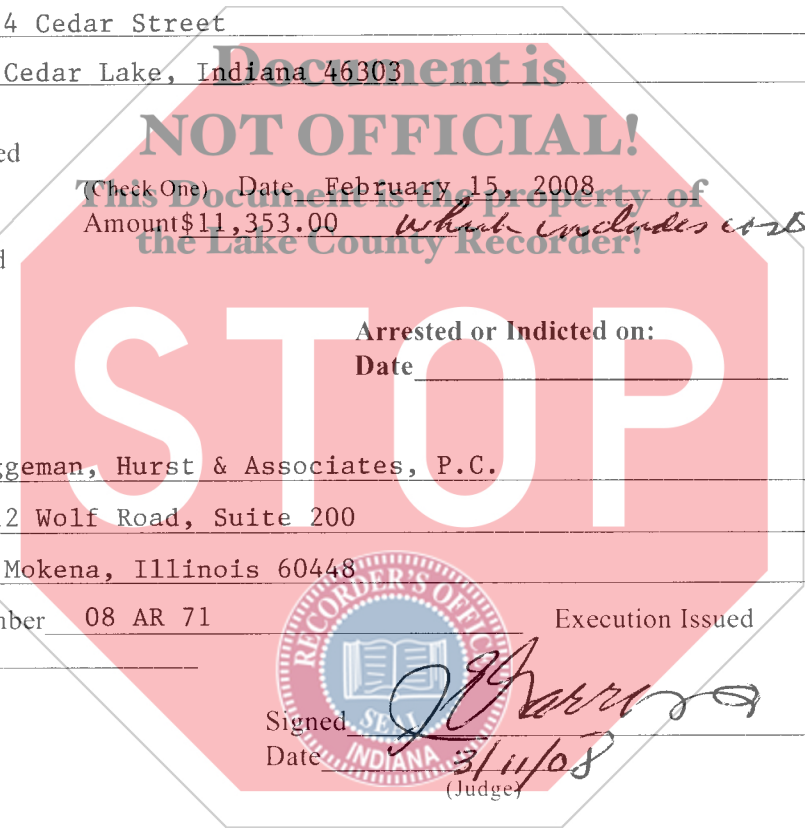 4 Cedar Street
Document is
Cedar Lake, Indiana 46303
NOT OFFICIAL!
ed
(Check One) Date February 15, 2008
This Document is the property of
Amount $11,353.00 which includes costs
the Lake County Recorder!
d
STOP
Arrested or Indicted on:
Date
ggeman, Hurst & Associates, P.C.
2 Wolf Road, Suite 200
Mokena, Illinois 60448
RECORDER'S OFFICE
mber 08 AR 71 Execution Issued
Signed
SEAL
INDIANA
Date 3/11/08
(Judge)